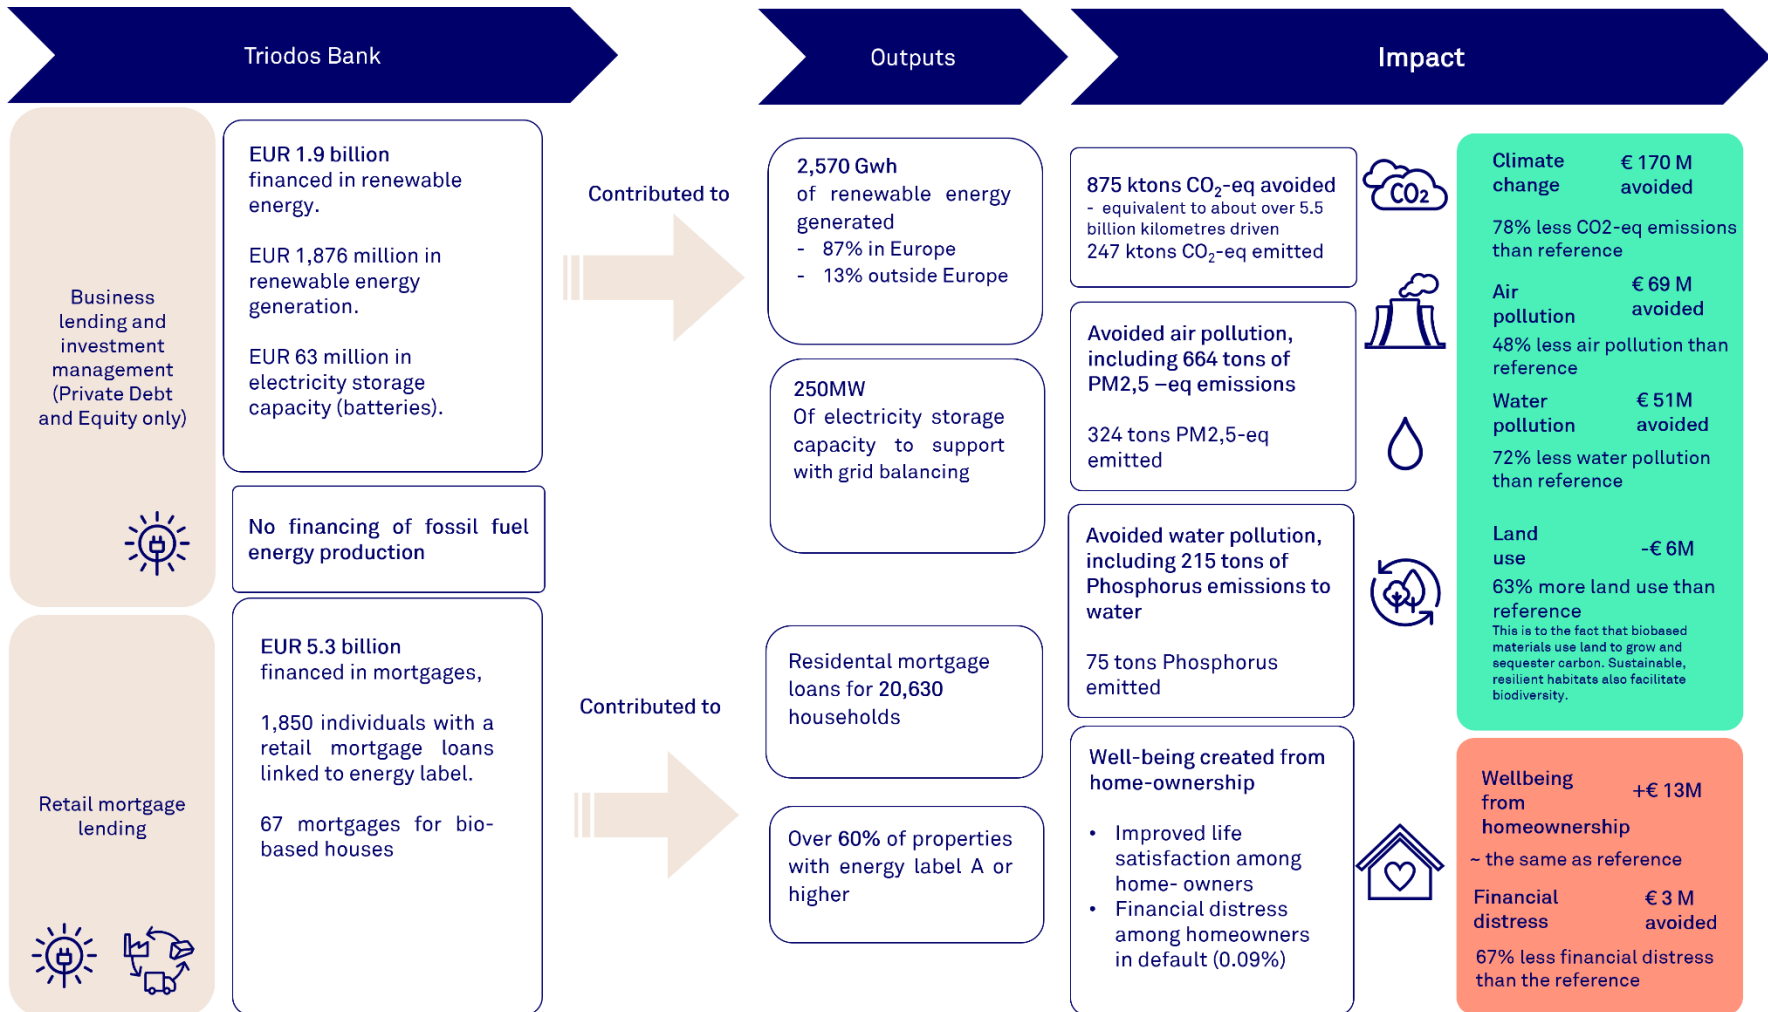 Triodos Bank
Outputs
Impact
Business
lending and
investment
management
(Private Debt
and Equity only)
EUR 1.9 billion
financed in renewable
energy.
EUR 1,876 million in
renewable energy
generation.
EUR 63 million in
electricity storage
capacity (batteries).
No financing of fossil fuel
energy production
Contributed to
2,570 Gwh
of renewable energy
generated
- 87% in Europe
- 13% outside Europe
250MW
Of electricity storage
capacity to support
with grid balancing
875 ktons CO₂-eq avoided
- equivalent to about over 5.5
billion kilometres driven
247 ktons CO₂-eq emitted
CO2
Avoided air pollution,
including 664 tons of
PM2,5 –eq emissions
324 tons PM2,5-eq
emitted
Avoided water pollution,
including 215 tons of
Phosphorus emissions to
water
75 tons Phosphorus
emitted
Climate
change
€ 170 M
avoided
78% less CO2-eq emissions
than reference
Air
pollution
€ 69 M
avoided
48% less air pollution than
reference
Water
pollution
€ 51M
avoided
72% less water pollution
than reference
Land
use
-€ 6M
63% more land use than
reference
This is to the fact that biobased
materials use land to grow and
sequester carbon. Sustainable,
resilient habitats also facilitate
biodiversity.
Retail mortgage
lending
EUR 5.3 billion
financed in mortgages,
1,850 individuals with a
retail mortgage loans
linked to energy label.
67 mortgages for bio-
based houses
Contributed to
Residental mortgage
loans for 20,630
households
Over 60% of properties
with energy label A or
higher
Well-being created from
home-ownership
• Improved life
satisfaction among
home- owners
• Financial distress
among homeowners
in default (0.09%)
Wellbeing
from
homeownership
+€ 13M
~ the same as reference
Financial
distress
€ 3 M
avoided
67% less financial distress
than the reference